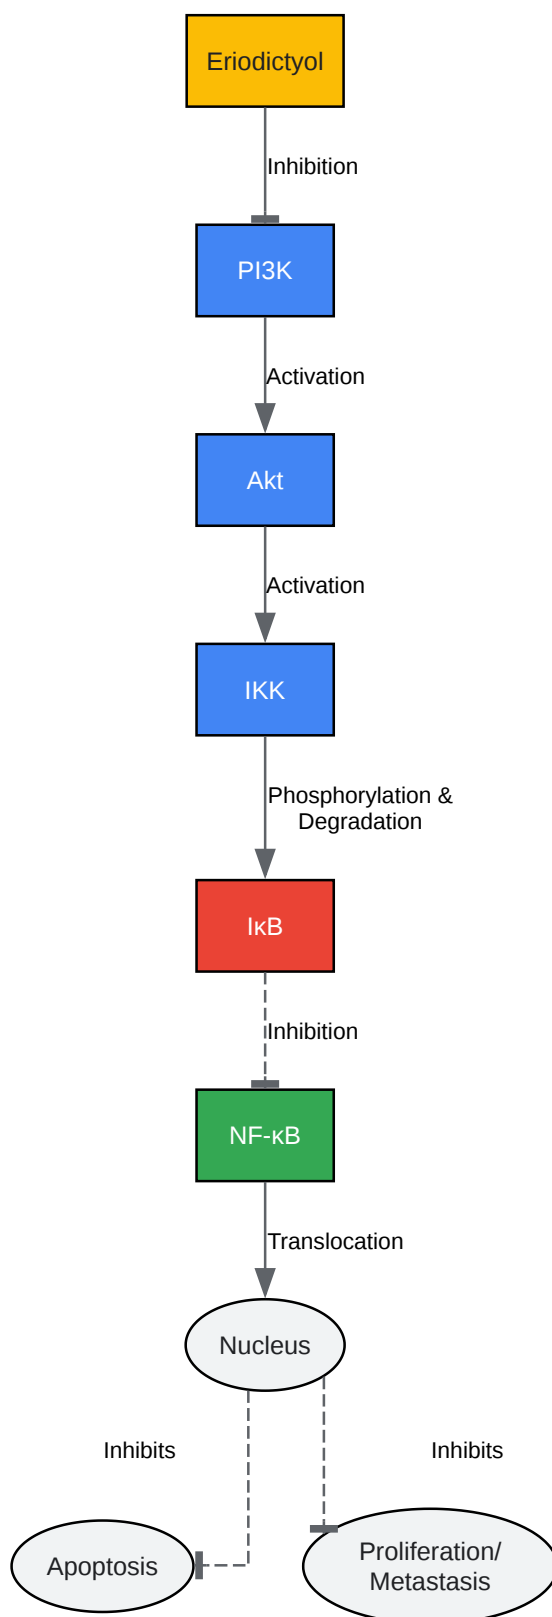 Eriodictyol
Inhibition
PI3K
Activation
Akt
Activation
IKK
Phosphorylation &
Degradation
IκB
Inhibition
NF-κB
Translocation
Nucleus
Inhibits
Inhibits
Apoptosis
Proliferation/
Metastasis